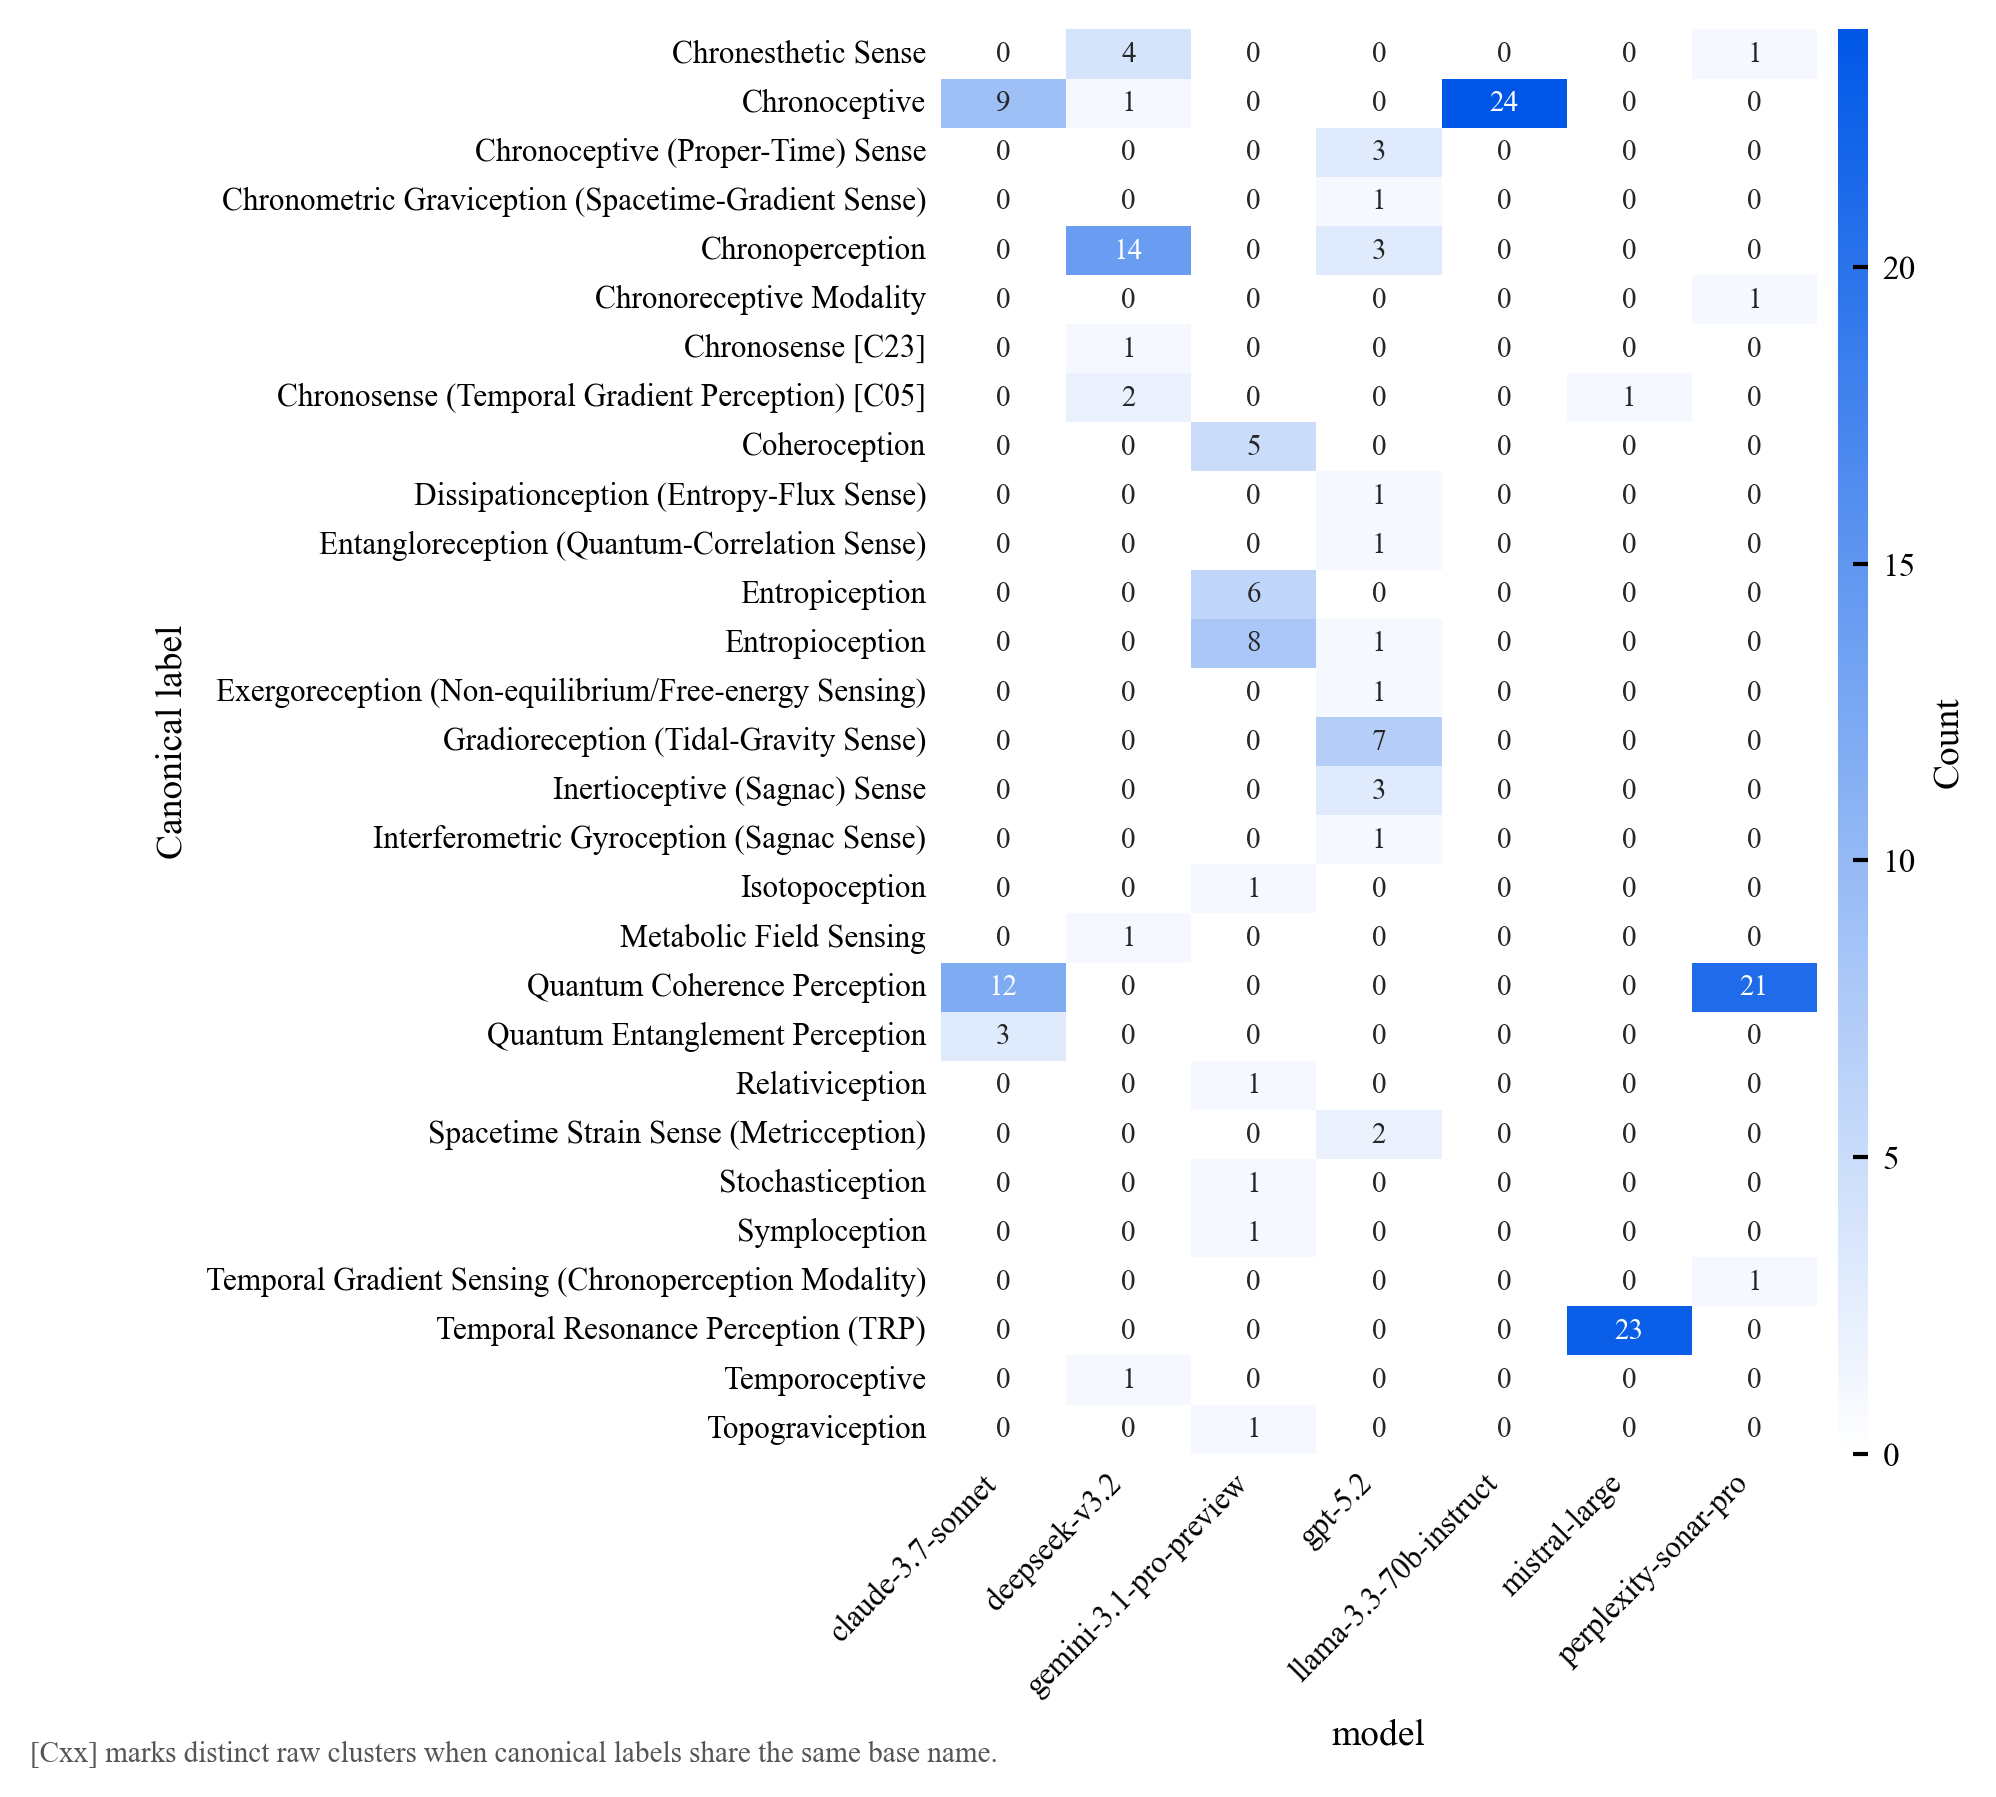 Chronesthetic Sense 0 4 0 0 0 0 1
Chronoceptive 9 1 0 0 24 0 0
Chronoceptive (Proper-Time) Sense 0 0 0 3 0 0 0
Chronometric Graviception (Spacetime-Gradient Sense) 0 0 0 1 0 0 0
Chronoperception 0 14 0 3 0 0 0
Chronoreceptive Modality 0 0 0 0 0 0 1
Chronosense [C23] 0 1 0 0 0 0 0
Chronosense (Temporal Gradient Perception) [C05] 0 2 0 0 0 1 0
Coheroception 0 0 5 0 0 0 0
Dissipationception (Entropy-Flux Sense) 0 0 0 1 0 0 0
Entangloreception (Quantum-Correlation Sense) 0 0 0 1 0 0 0
Entropiception 0 0 6 0 0 0 0
Entropioception 0 0 8 1 0 0 0
Exergoreception (Non-equilibrium/Free-energy Sensing) 0 0 0 1 0 0 0
Gradioreception (Tidal-Gravity Sense) 0 0 0 7 0 0 0
Inertioceptive (Sagnac) Sense 0 0 0 3 0 0 0
Interferometric Gyroception (Sagnac Sense) 0 0 0 1 0 0 0
Isotopoception 0 0 1 0 0 0 0
Metabolic Field Sensing 0 1 0 0 0 0 0
Quantum Coherence Perception 12 0 0 0 0 0 21
Quantum Entanglement Perception 3 0 0 0 0 0 0
Relativiception 0 0 1 0 0 0 0
Spacetime Strain Sense (Metricception) 0 0 0 2 0 0 0
Stochastiception 0 0 1 0 0 0 0
Symploception 0 0 1 0 0 0 0
Temporal Gradient Sensing (Chronoperception Modality) 0 0 0 0 0 0 1
Temporal Resonance Perception (TRP) 0 0 0 0 0 23 0
Temporoceptive 0 1 0 0 0 0 0
Topograviception 0 0 1 0 0 0 0
Canonical label
claude-3.7-sonnet
deepseek-v3.2
gemini-3.1-pro-preview
gpt-5.2
llama-3.3-70b-instruct
mistral-large
perplexity-sonar-pro
model
20
15
10
5
0
Count
[Cxx] marks distinct raw clusters when canonical labels share the same base name.